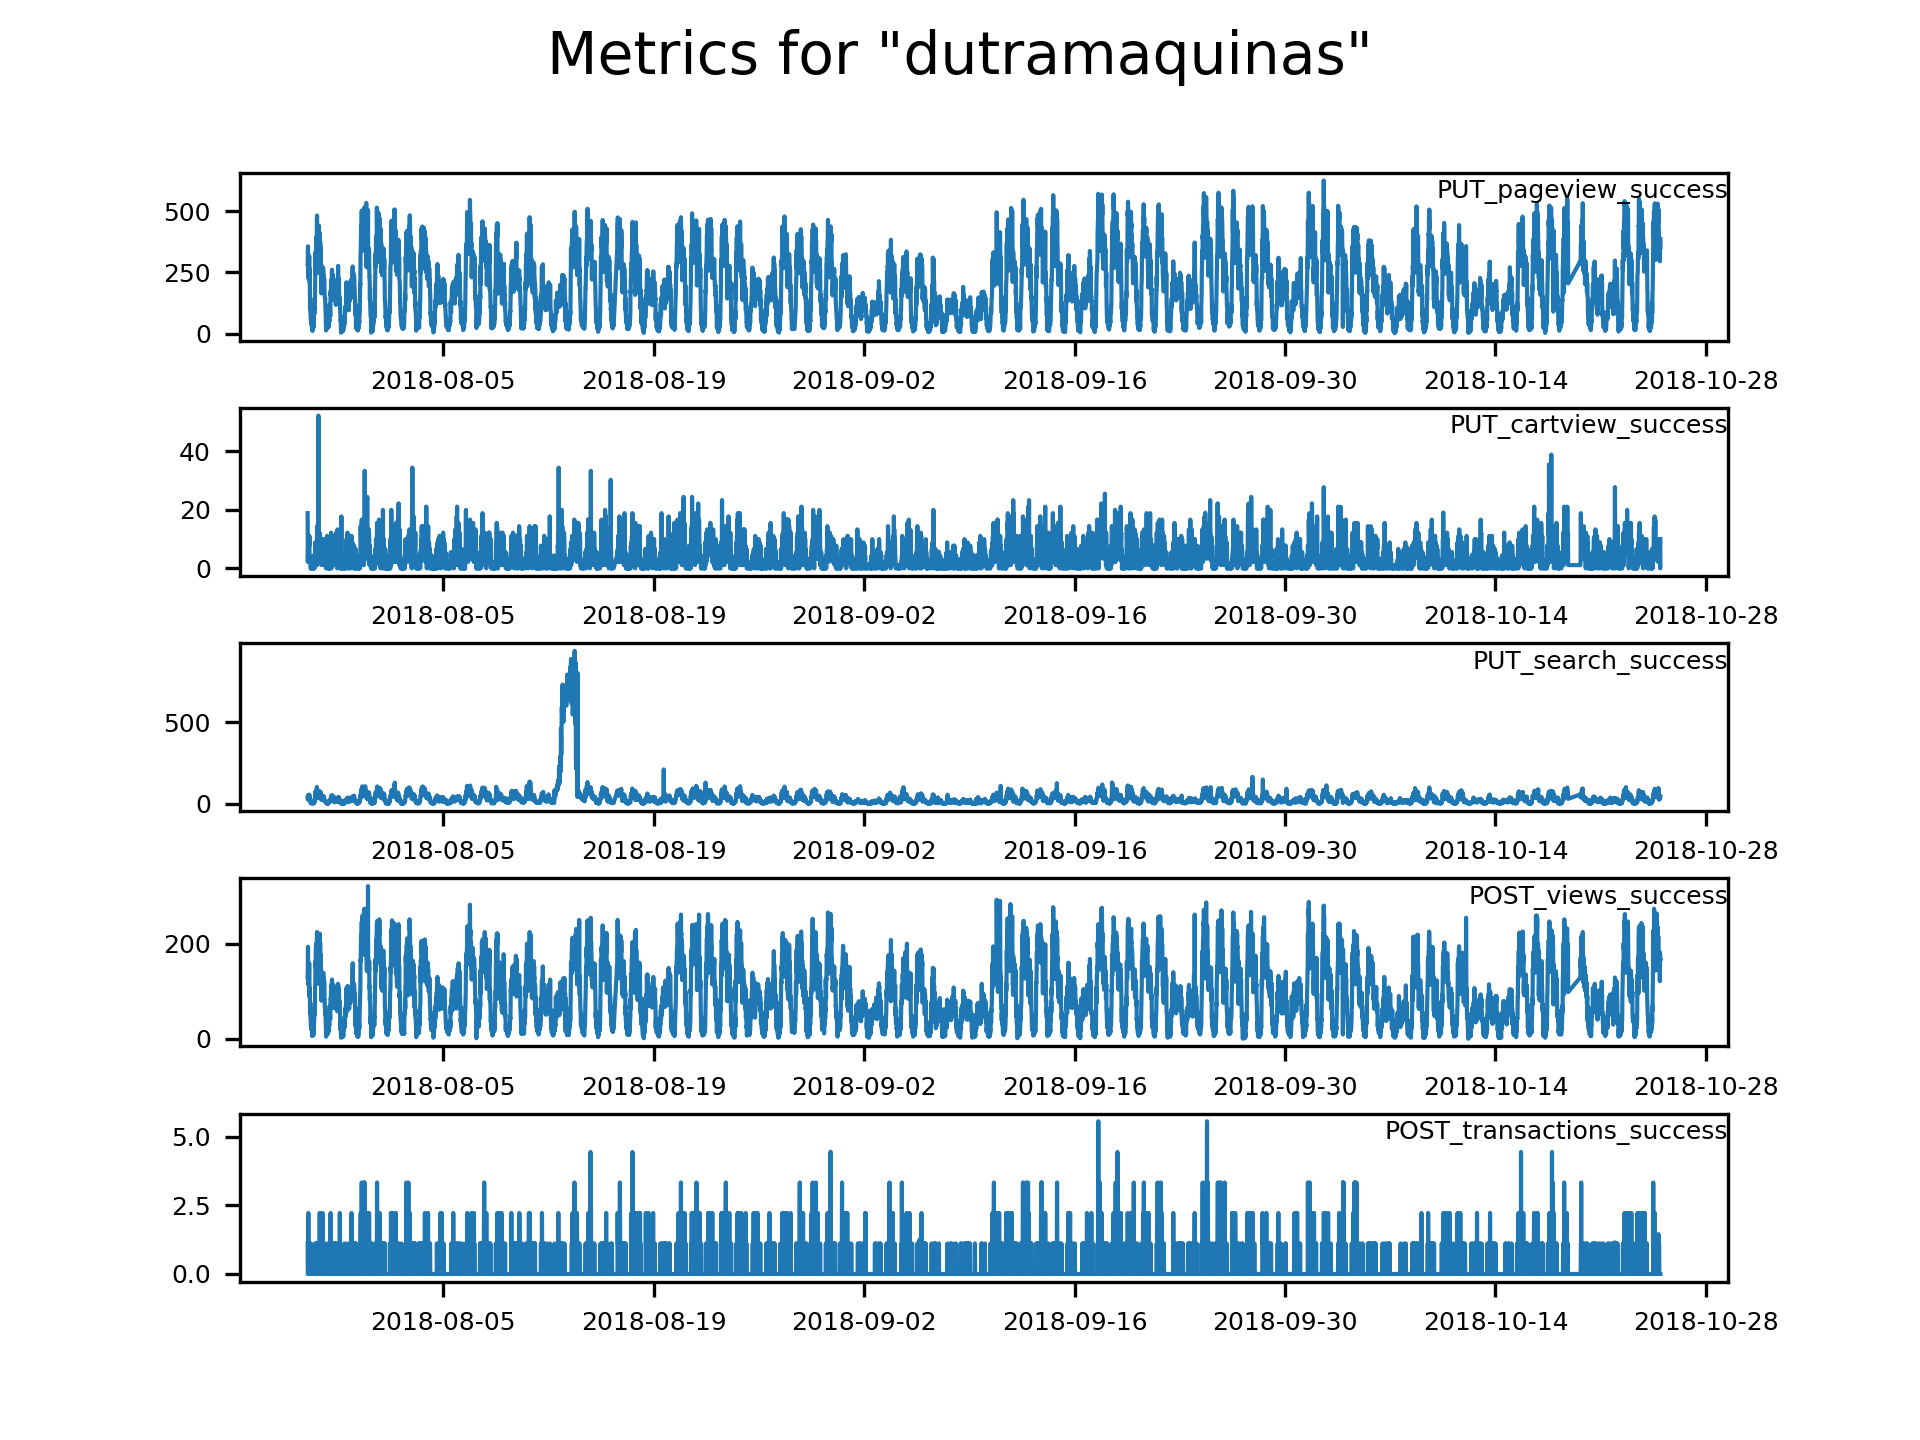 Metrics for "dutramaquinas"
PUT_pageview_success
500
250
0
2018-08-05 2018-08-19 2018-09-02 2018-09-16 2018-09-30 2018-10-14 2018-10-28
PUT_cartview_success
40
20
0
2018-08-05 2018-08-19 2018-09-02 2018-09-16 2018-09-30 2018-10-14 2018-10-28
PUT_search_success
500
0
2018-08-05 2018-08-19 2018-09-02 2018-09-16 2018-09-30 2018-10-14 2018-10-28
POST_views_success
200
0
2018-08-05 2018-08-19 2018-09-02 2018-09-16 2018-09-30 2018-10-14 2018-10-28
POST_transactions_success
5.0
2.5
0.0
2018-08-05 2018-08-19 2018-09-02 2018-09-16 2018-09-30 2018-10-14 2018-10-28